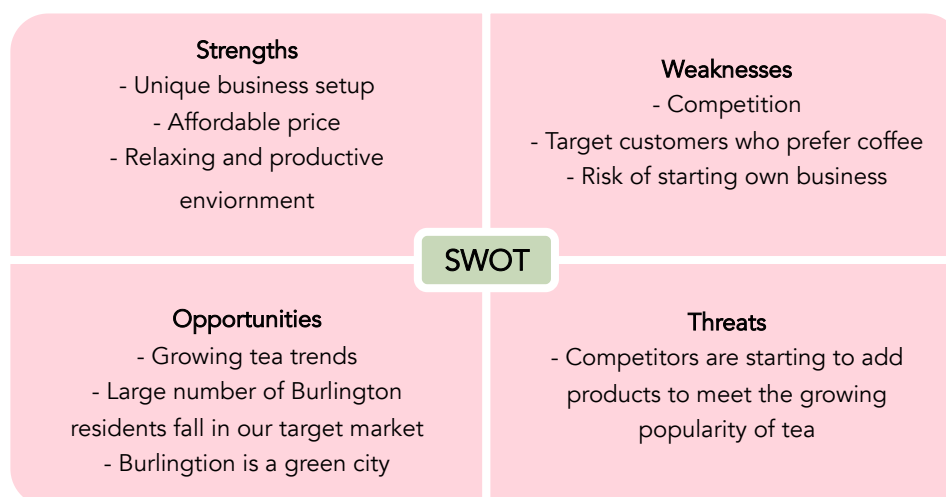 Strengths
- Unique business setup
- Affordable price
- Relaxing and productive
enviornment
Weaknesses
- Competition
- Target customers who prefer coffee
- Risk of starting own business
SWOT
Opportunities
- Growing tea trends
- Large number of Burlington
residents fall in our target market
- Burlingtion is a green city
Threats
- Competitors are starting to add
products to meet the growing
popularity of tea